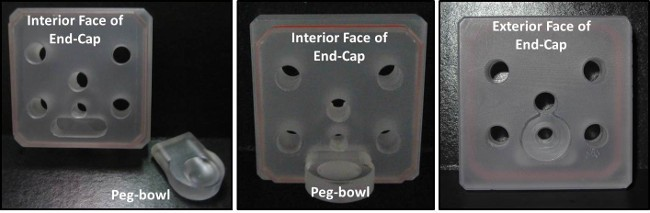 Interior Face of
End-Cap
Peg-bowl
Interior Face of
End-Cap
Peg-bowl
Exterior Face of
End-Cap